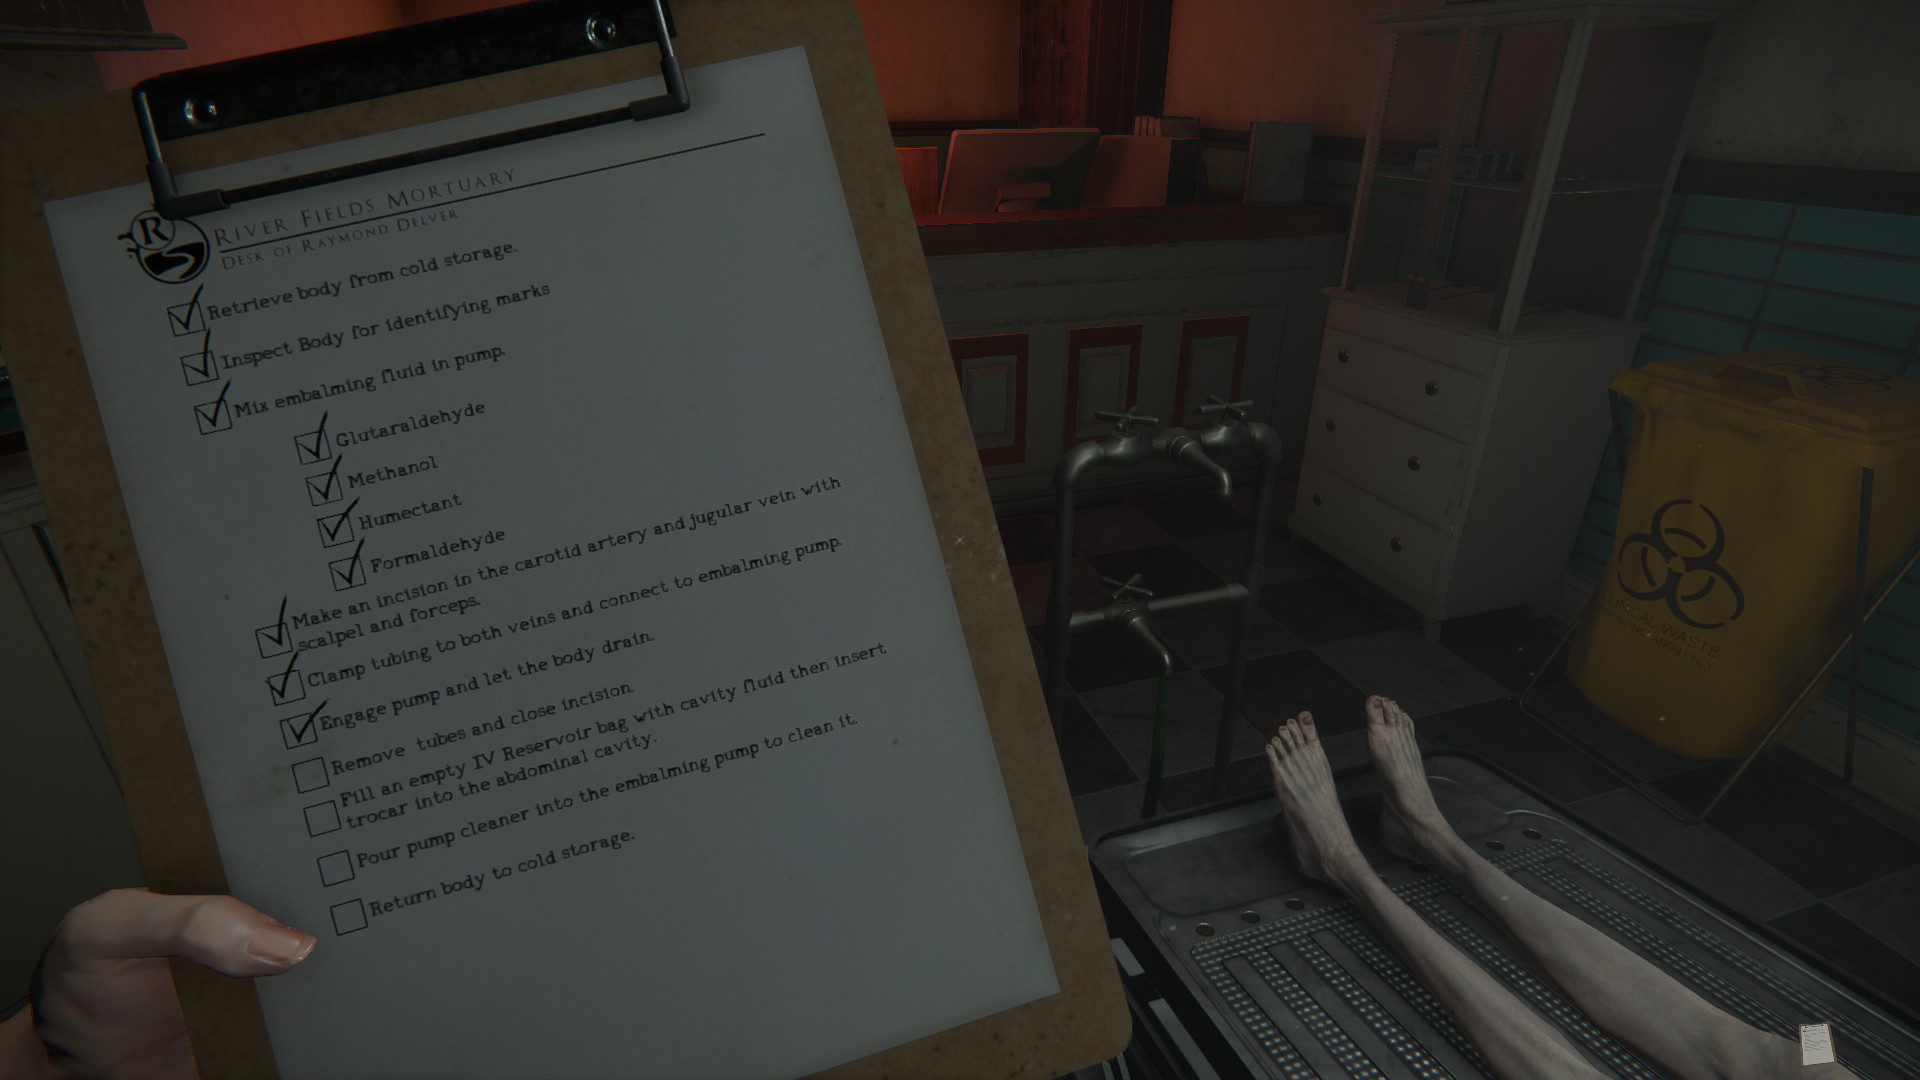 R
RIVER FIELDS MORTUARY
DESK OF RAYMOND DELVER
Retrieve body from cold storage.
Inspect Body for identifying marks
Mix embalming fluid in pump.
Glutaraldehyde
Methanol
Humectant
Formaldehyde
Make an incision in the carotid artery and jugular vein with
scalpel and forceps.
Clamp tubing to both veins and connect to embalming pump.
Engage pump and let the body drain.
Remove tubes and close incision.
Fill an empty IV Reservoir bag with cavity fluid then insert
trocar into the abdominal cavity.
Pour pump cleaner into the embalming pump to clean it.
Return body to cold storage.
CLINICAL WASTE
ONLY